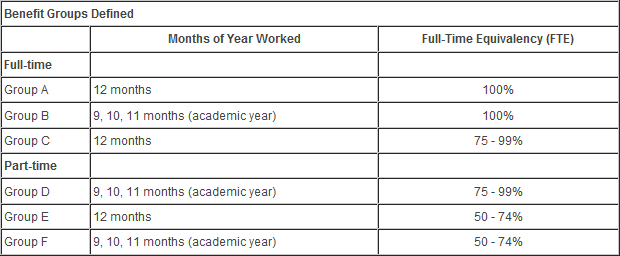 Benefit Groups Defined
Months of Year Worked Full-Time Equivalency (FTE)
Full-time
Group A 12 months 100%
Group B 9, 10, 11 months (academic year) 100%
Group C 12 months 75 - 99%
Part-time
Group D 9, 10, 11 months (academic year) 75 - 99%
Group E 12 months 50 - 74%
Group F 9, 10, 11 months (academic year) 50 - 74%